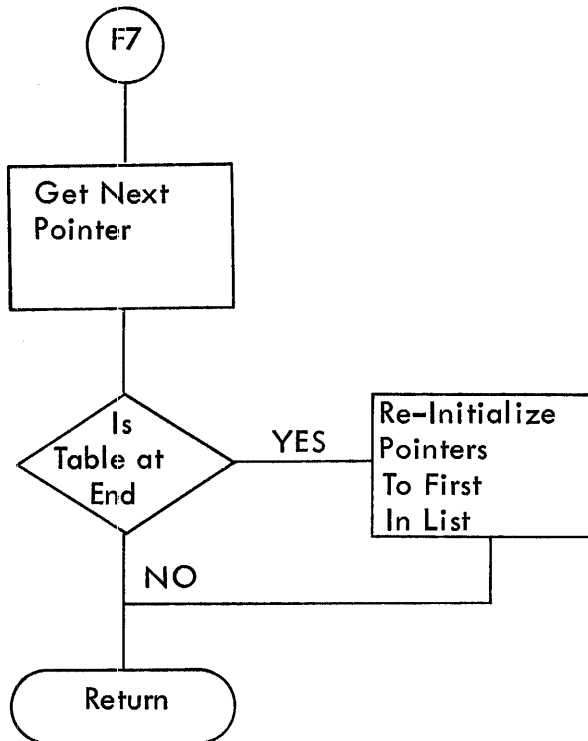 F7
Get Next
Pointer
Is
Table at
End
YES
Re-Initialize
Pointers
To First
In List
NO
Return